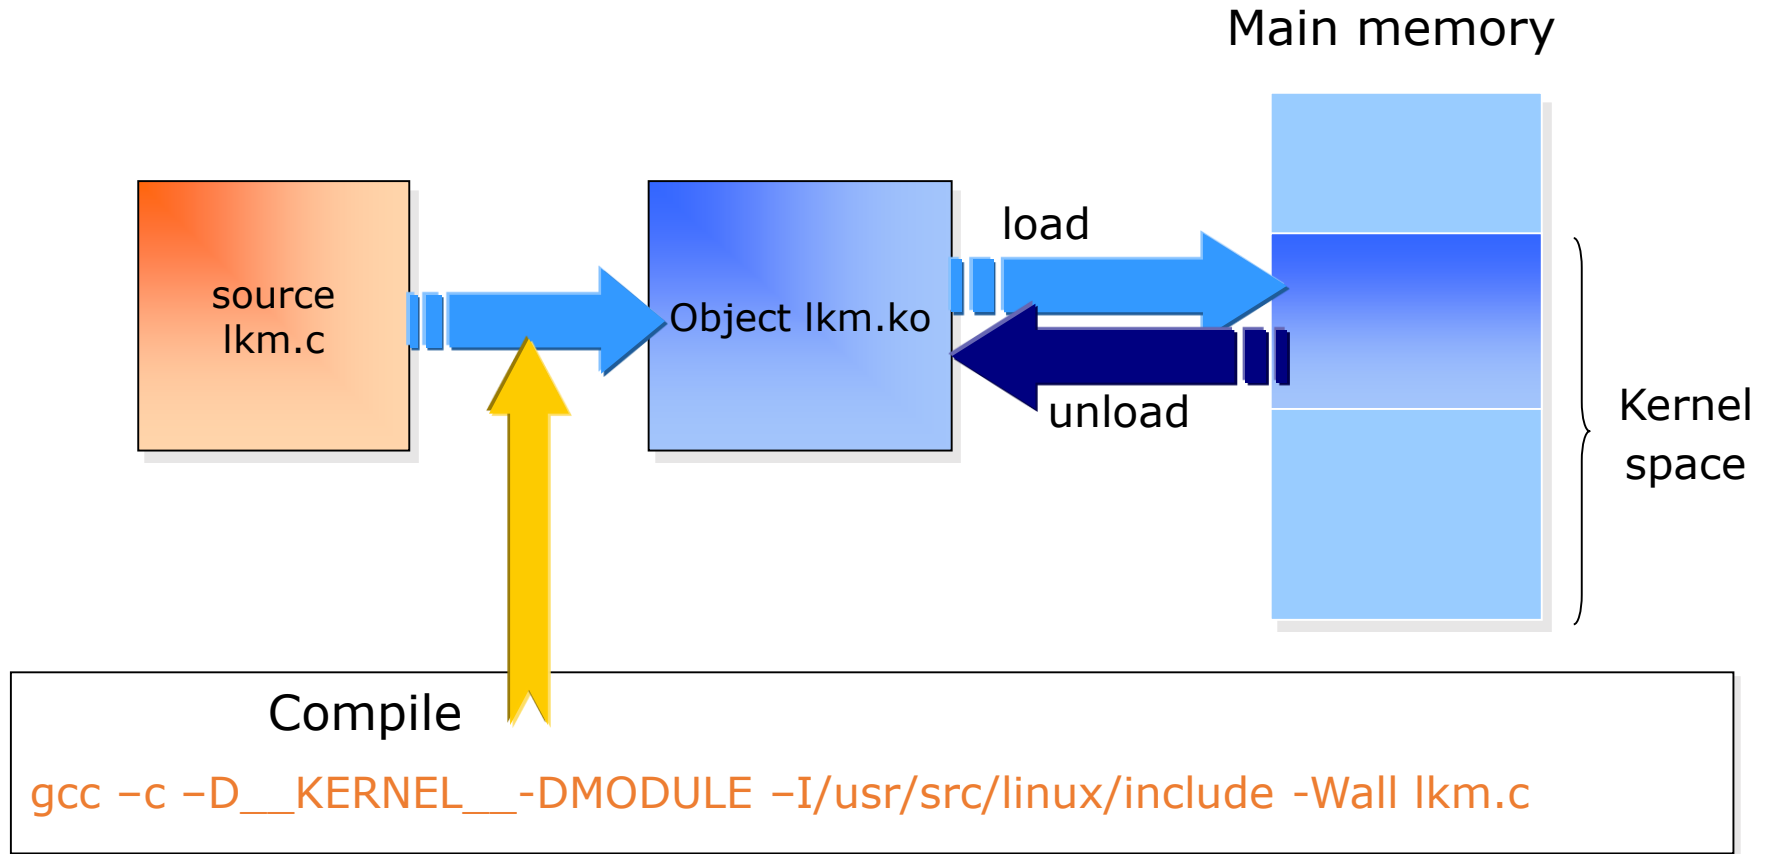 Main memory
source
lkm.c
Object lkm.ko
load
unload
Kernel
space
Compile
gcc –c –D__KERNEL__-DMODULE –I/usr/src/linux/include -Wall lkm.c